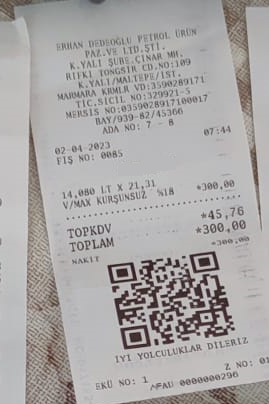 ERHAN DEDEOĞLU PETROL ÜRÜN
PAZ.VE LTD.ŞTİ.
K.YALI ŞUBE.ÇINAR MH.
RIFKI TONGSIR CD.NO:109
K.YALI/MALTEPE/İST.
MARMARA KRMLR VD:3590289171
TİC.SİCİL NO:329921-5
MERSİS NO:0359028917100017
BAY/939-82/45366
ADA NO: 7 - 8
02-04-2023 07:44
FİŞ NO: 0085
14,080 LT X 21,31
V/MAX KURŞUNSUZ %18 *300,00
TOPKDV *45,76
TOPLAM *300,00
NAKİT *300,00
İYİ YOLCULUKLAR DİLERİZ
EKÜ NO: 1 Z NO:
0000000296